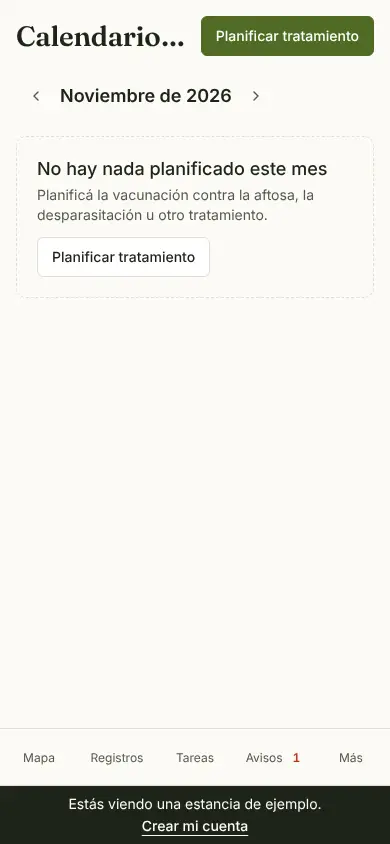 Calendario...
Planificar tratamiento
Noviembre de 2026
No hay nada planificado este mes
Planificá la vacunación contra la aftosa, la
desparasitación u otro tratamiento.
Planificar tratamiento
Mapa
Registros
Tareas
Avisos 1
Más
Estás viendo una estancia de ejemplo.
Crear mi cuenta